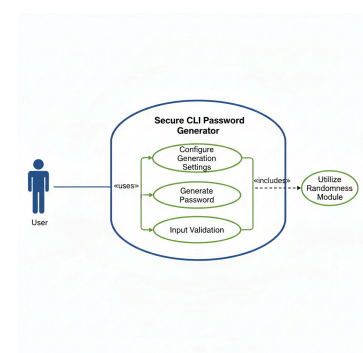 Secure CLI Password
Generator
Configure
Generation
Settings
«uses»
«includes»
Utilize
Randomness
Module
Generate
Password
User
Input Validation